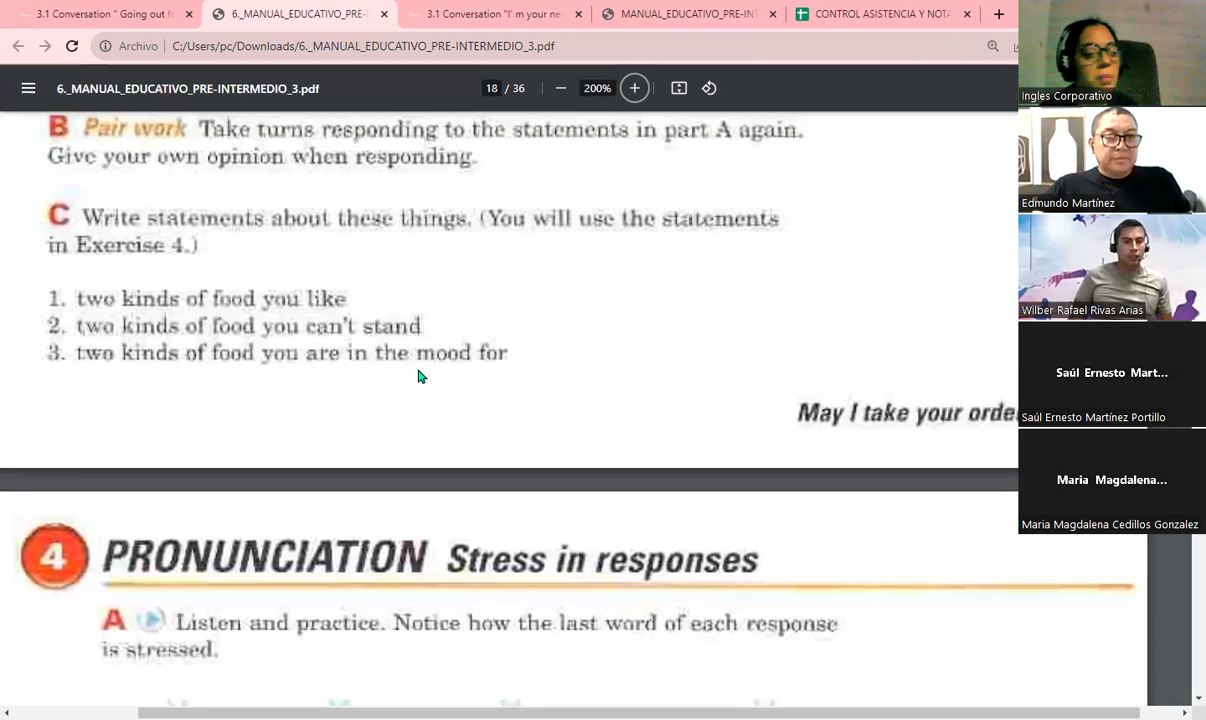 3.1 Conversation " Going out fo
6._MANUAL_EDUCATIVO_PRE-I
3.1 Conversation "I' m your ne
MANUAL_EDUCATIVO_PRE-INT
CONTROL ASISTENCIA Y NOTA
Archivo
C:/Users/pc/Downloads/6._MANUAL_EDUCATIVO_PRE-INTERMEDIO_3.pdf
6._MANUAL_EDUCATIVO_PRE-INTERMEDIO_3.pdf
18 / 36
200%
B Pair work Take turns responding to the statements in part A again.
Give your own opinion when responding.
C Write statements about these things. (You will use the statements
in Exercise 4.)
1. two kinds of food you like
2. two kinds of food you can't stand
3. two kinds of food you are in the mood for
May I take your orde
4 PRONUNCIATION Stress in responses
A Listen and practice. Notice how the last word of each response
is stressed.
Ingles Corporativo
Edmundo Martínez
Wilber Rafael Rivas Arias
Saúl Ernesto Mart...
Saúl Ernesto Martínez Portillo
Maria Magdalena...
Maria Magdalena Cedillos Gonzalez